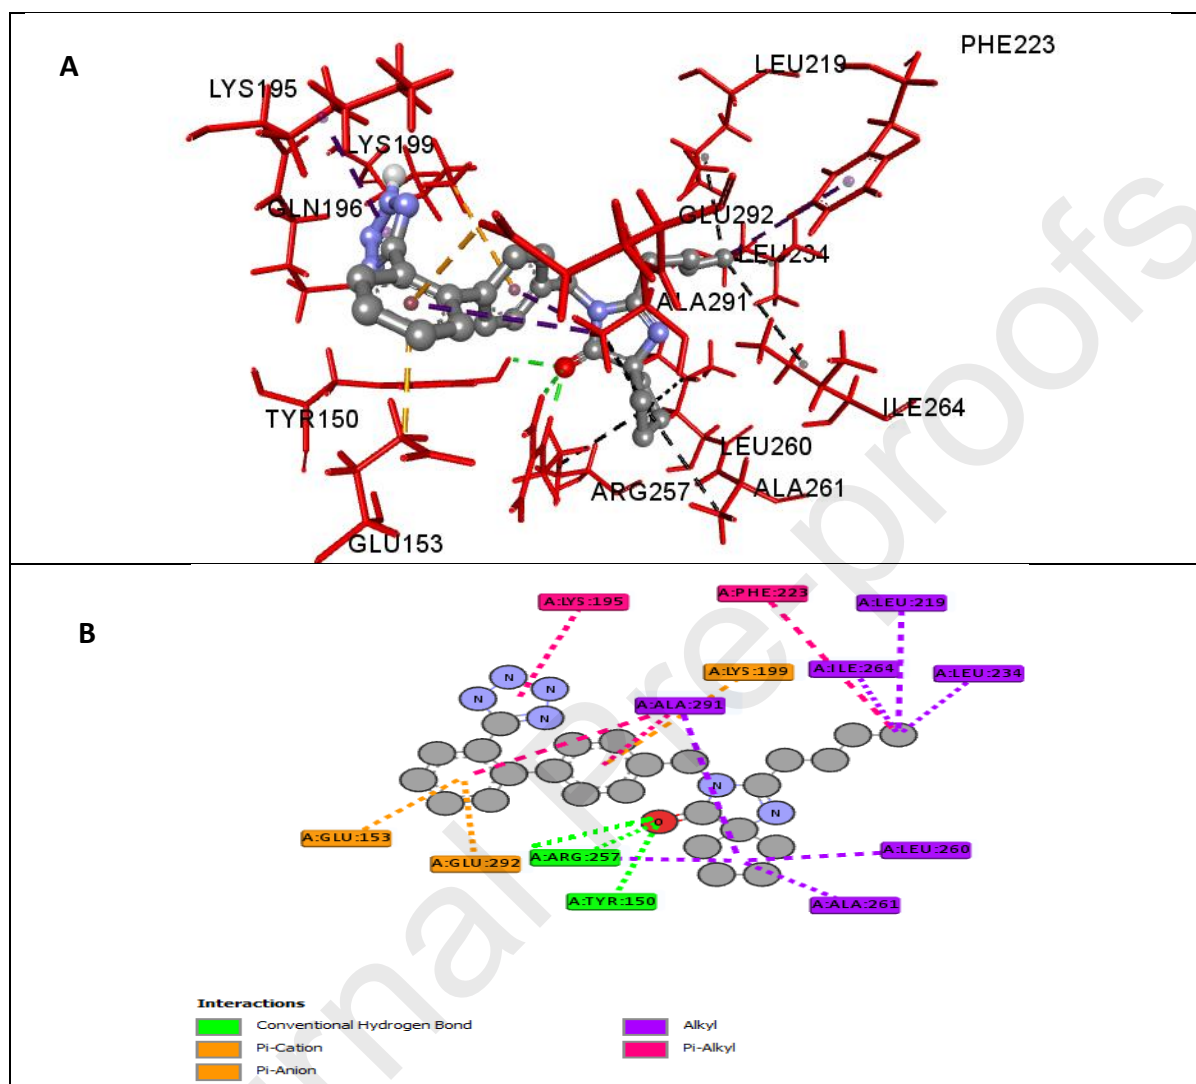 A
PHE223
LEU219
LYS195
LYS199
GLN196
GLU292
LEU234
ALA291
ILE264
TYR150
LEU260
ARG257
ALA261
GLU153
B
A:LYS:195
A:PHE:223
A:LEU:219
A:LYS:199
A:ILE:264
A:LEU:234
A:ALA:291
N
N
N
N
N
N
O
A:GLU:153
A:GLU:292
A:ARG:257
A:LEU:260
A:TYR:150
A:ALA:261
Interactions
Conventional Hydrogen Bond
Alkyl
Pi-Cation
Pi-Alkyl
Pi-Anion
rnal Pre-proofs